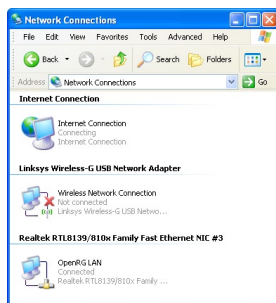 Network Connections
File Edit View Favorites Tools Advanced Help
Back Search Folders
Address Network Connections Go
Internet Connection
Internet Connection
Connecting
Internet Connection
Linksys Wireless-G USB Network Adapter
Wireless Network Connection
Not connected
Linksys Wireless-G USB Netwo...
Realtek RTL8139/810x Family Fast Ethernet NIC #3
OpenRG LAN
Connected
Realtek RTL8139/810x Family ...